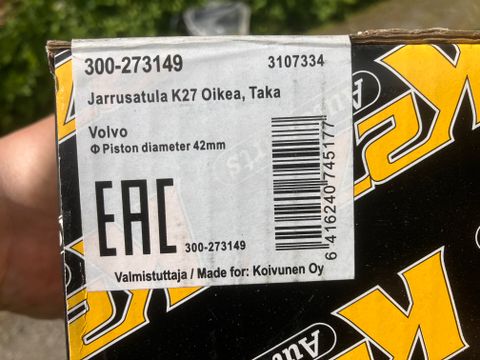 300-273149 3107334
Jarrusatula K27 Oikea, Taka
Volvo
Φ Piston diameter 42mm
EAC
300-273149
6 416240 745177
Valmistuttaja / Made for: Koivunen Oy